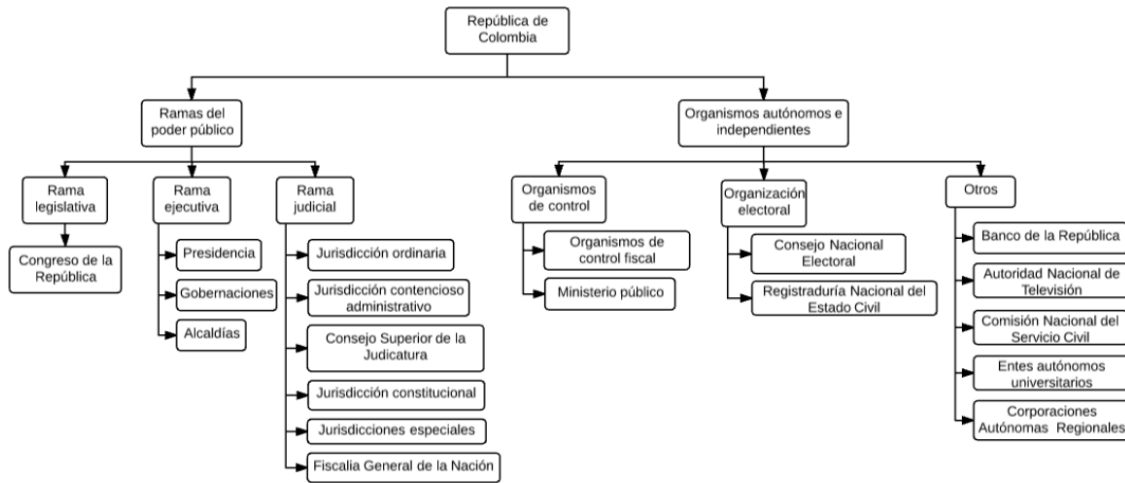 República de
Colombia
Ramas del
poder público
Organismos autónomos e
independientes
Rama
legislativa
Rama
ejecutiva
Rama
judicial
Organismos
de control
Organización
electoral
Otros
Congreso de la
República
Presidencia
Gobernaciones
Alcaldías
Jurisdicción ordinaria
Jurisdicción contencioso
administrativo
Consejo Superior de la
Judicatura
Jurisdicción constitucional
Jurisdicciones especiales
Fiscalia General de la Nación
Organismos de
control fiscal
Ministerio público
Consejo Nacional
Electoral
Registraduría Nacional del
Estado Civil
Banco de la República
Autoridad Nacional de
Televisión
Comisión Nacional del
Servicio Civil
Entes autónomos
universitarios
Corporaciones
Autónomas Regionales